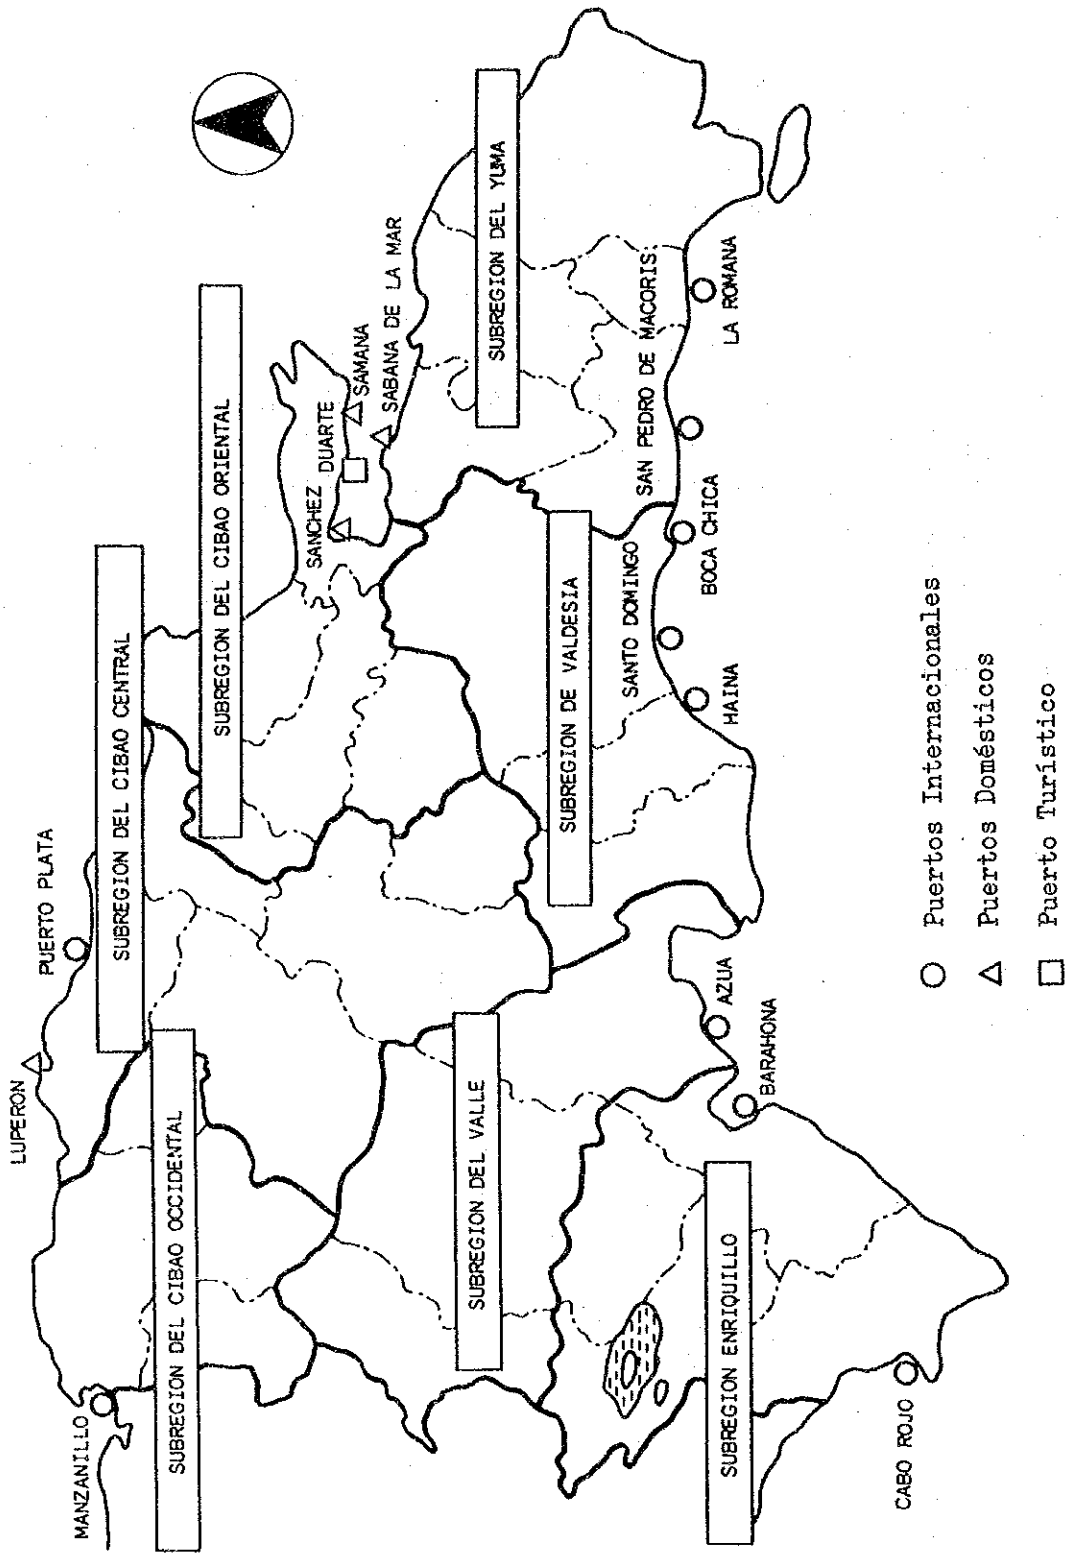 LUPERON
PUERTO PLATA
MANZANILLO
SUBREGION DEL CIBAO CENTRAL
SUBREGION DEL CIBAO OCCIDENTAL
SUBREGION DEL CIBAO ORIENTAL
SANCHEZ
DUARTE
SAMANA
SABANA DE LA MAR
SUBREGION DEL VALLE
SUBREGION DEL YUMA
SUBREGION DE VALDESIA
SANTO DOMINGO
SAN PEDRO DE MACORIS
SUBREGION ENRIQUILLO
AZUA
BARAHONA
HAINA
BOCA CHICA
LA ROMANA
CABO ROJO
Puertos Internacionales
Puertos Domésticos
Puerto Turístico